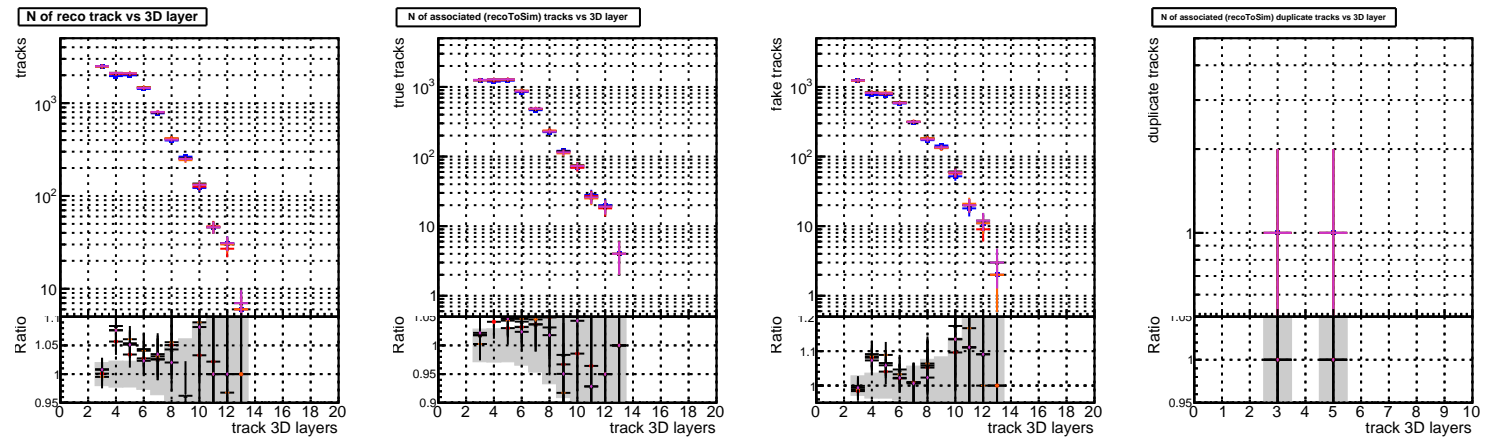 N of reco track vs 3D layer
tracks
10³
10²
10
Ratio
1.1
1.05
1
0.95
0 2 4 6 8 10 12 14 16 18 20
track 3D layers
N of associated (recoToSim) tracks vs 3D layer
true tracks
10³
10²
10
1
Ratio
1.05
1
0.95
0.9
0 2 4 6 8 10 12 14 16 18 20
track 3D layers
fake tracks
10³
10²
10
1
Ratio
1.2
1.1
1
0 2 4 6 8 10 12 14 16 18 20
track 3D layers
N of associated (recoToSim) duplicate tracks vs 3D layer
duplicate tracks
1
Ratio
1.05
1
0.95
0 1 2 3 4 5 6 7 8 9 10
track 3D layers